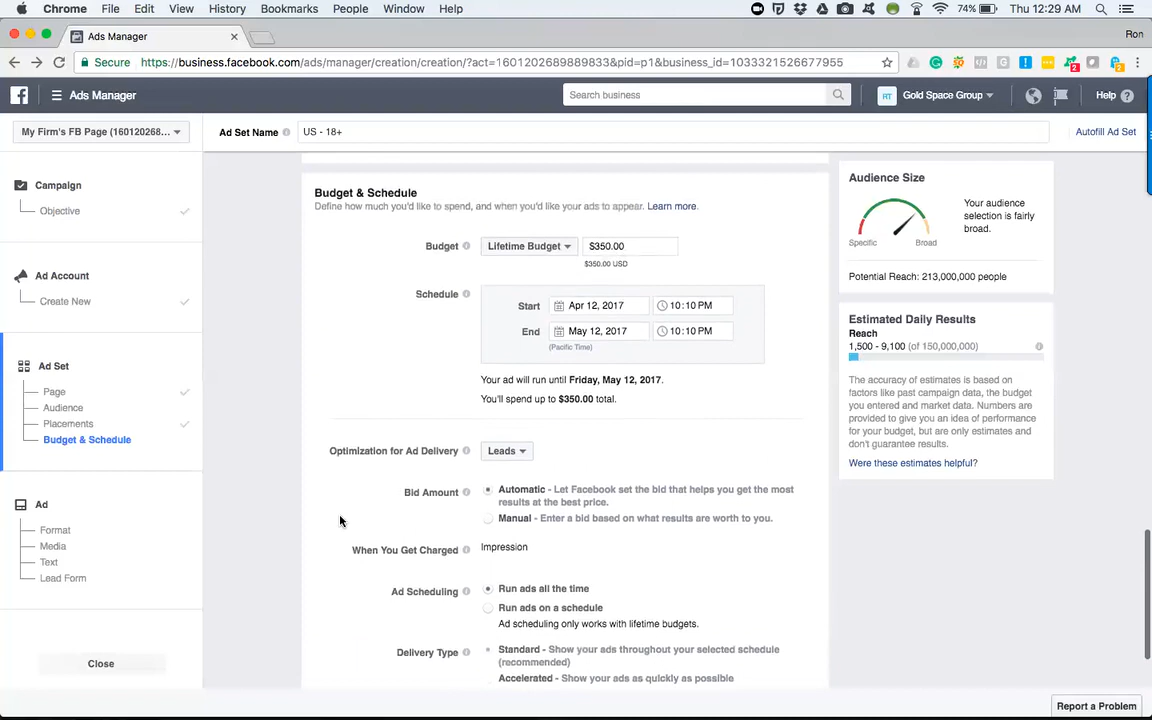 Chrome File Edit View History Bookmarks People Window Help 74% Thu 12:29 AM
Ads Manager Ron
Secure https://business.facebook.com/ads/manager/creation/creation/?act=1601202689889833&pid=p1&business_id=1033321526677955
Ads Manager Search business RT Gold Space Group Help
My Firm's FB Page (160120268... Ad Set Name US - 18+ Autofill Ad Set
Campaign
Objective
Ad Account
Create New
Ad Set
Page
Audience
Placements
Budget & Schedule
Ad
Format
Media
Text
Lead Form
Close
Budget & Schedule
Define how much you'd like to spend, and when you'd like your ads to appear. Learn more.
Budget Lifetime Budget $350.00
$350.00 USD
Schedule Start Apr 12, 2017 10:10 PM
End May 12, 2017 10:10 PM
(Pacific Time)
Your ad will run until Friday, May 12, 2017.
You'll spend up to $350.00 total.
Optimization for Ad Delivery Leads
Bid Amount Automatic - Let Facebook set the bid that helps you get the most
results at the best price.
Manual - Enter a bid based on what results are worth to you.
When You Get Charged Impression
Ad Scheduling Run ads all the time
Run ads on a schedule
Ad scheduling only works with lifetime budgets.
Delivery Type Standard - Show your ads throughout your selected schedule
(recommended)
Accelerated - Show your ads as quickly as possible
Audience Size
Your audience
selection is fairly
broad.
Specific Broad
Potential Reach: 213,000,000 people
Estimated Daily Results
Reach
1,500 - 9,100 (of 150,000,000)
The accuracy of estimates is based on
factors like past campaign data, the budget
you entered and market data. Numbers are
provided to give you an idea of performance
for your budget, but are only estimates and
don't guarantee results.
Were these estimates helpful?
Report a Problem